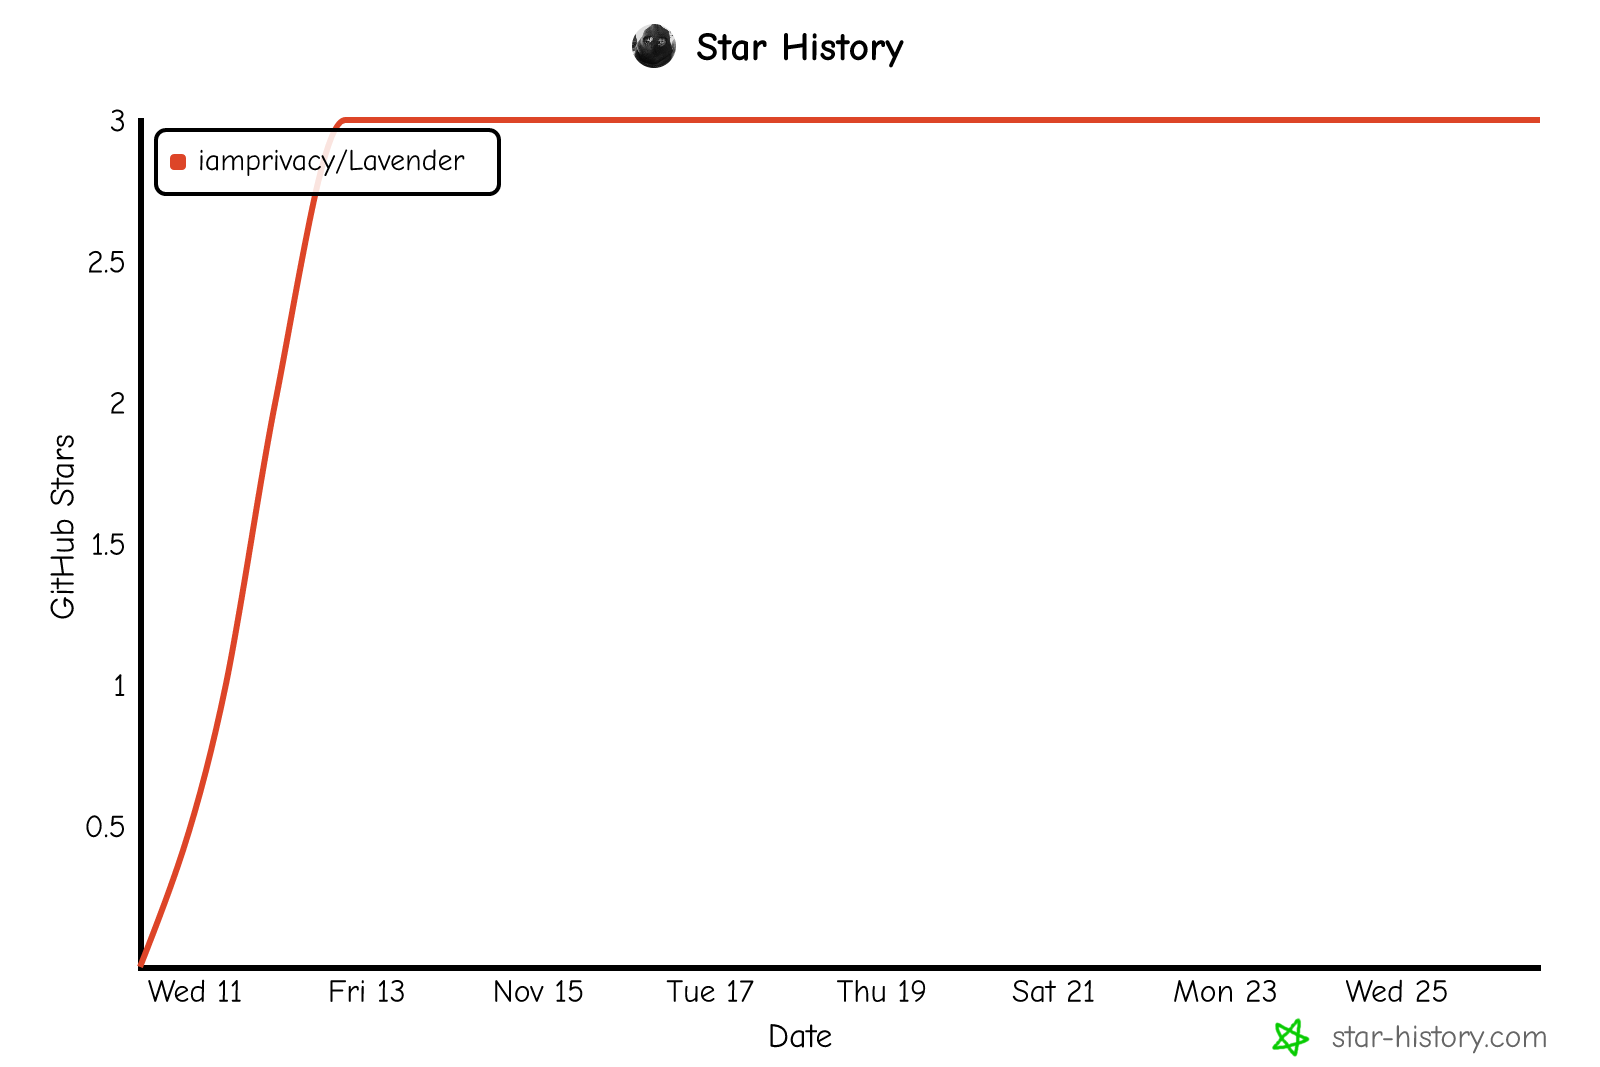 Star History
iamprivacy/Lavender
3
2.5
2
1.5
1
0.5
GitHub Stars
Wed 11 Fri 13 Nov 15 Tue 17 Thu 19 Sat 21 Mon 23 Wed 25
Date
star-history.com